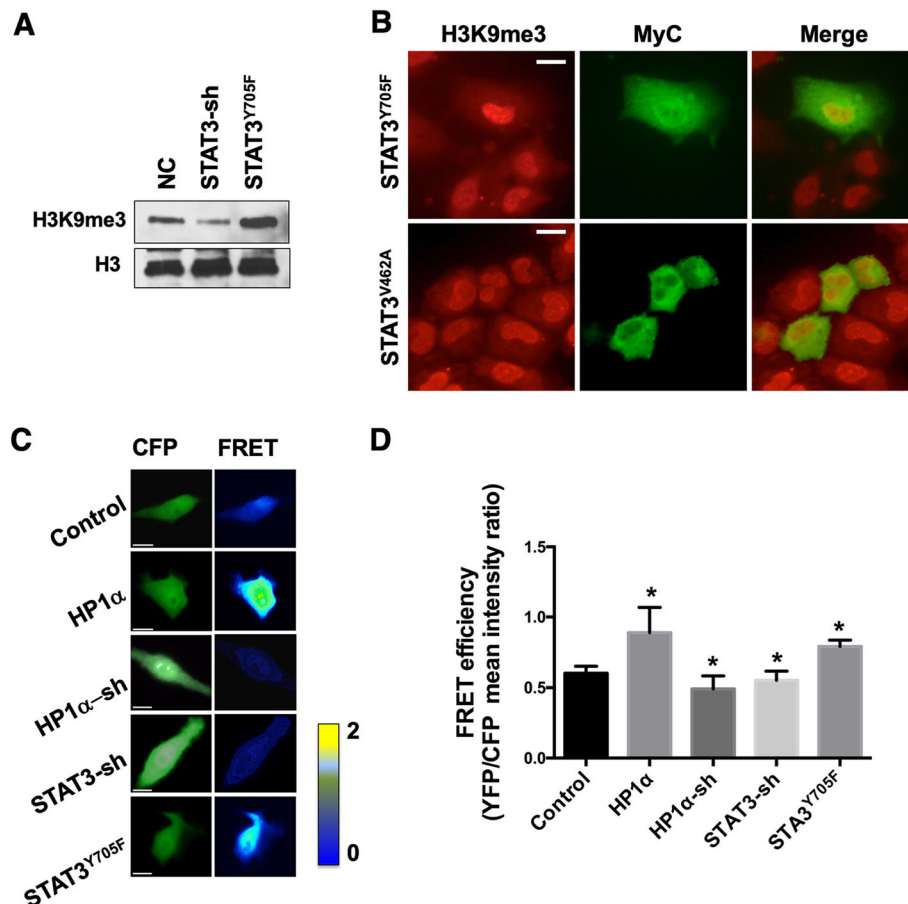 A
NC
STAT3-sh
STAT3Y705F
H3K9me3
H3
B
H3K9me3 MyC Merge
STAT3Y705F
STAT3V462A
C
CFP FRET
Control
HP1α
HP1α–sh
STAT3-sh
STAT3Y705F
2
0
D
FRET efficiency
(YFP/CFP mean intensity ratio)
1.5
1.0
0.5
0.0
*
*
*
*
Control
HP1α
HP1α-sh
STAT3-sh
STA3Y705F